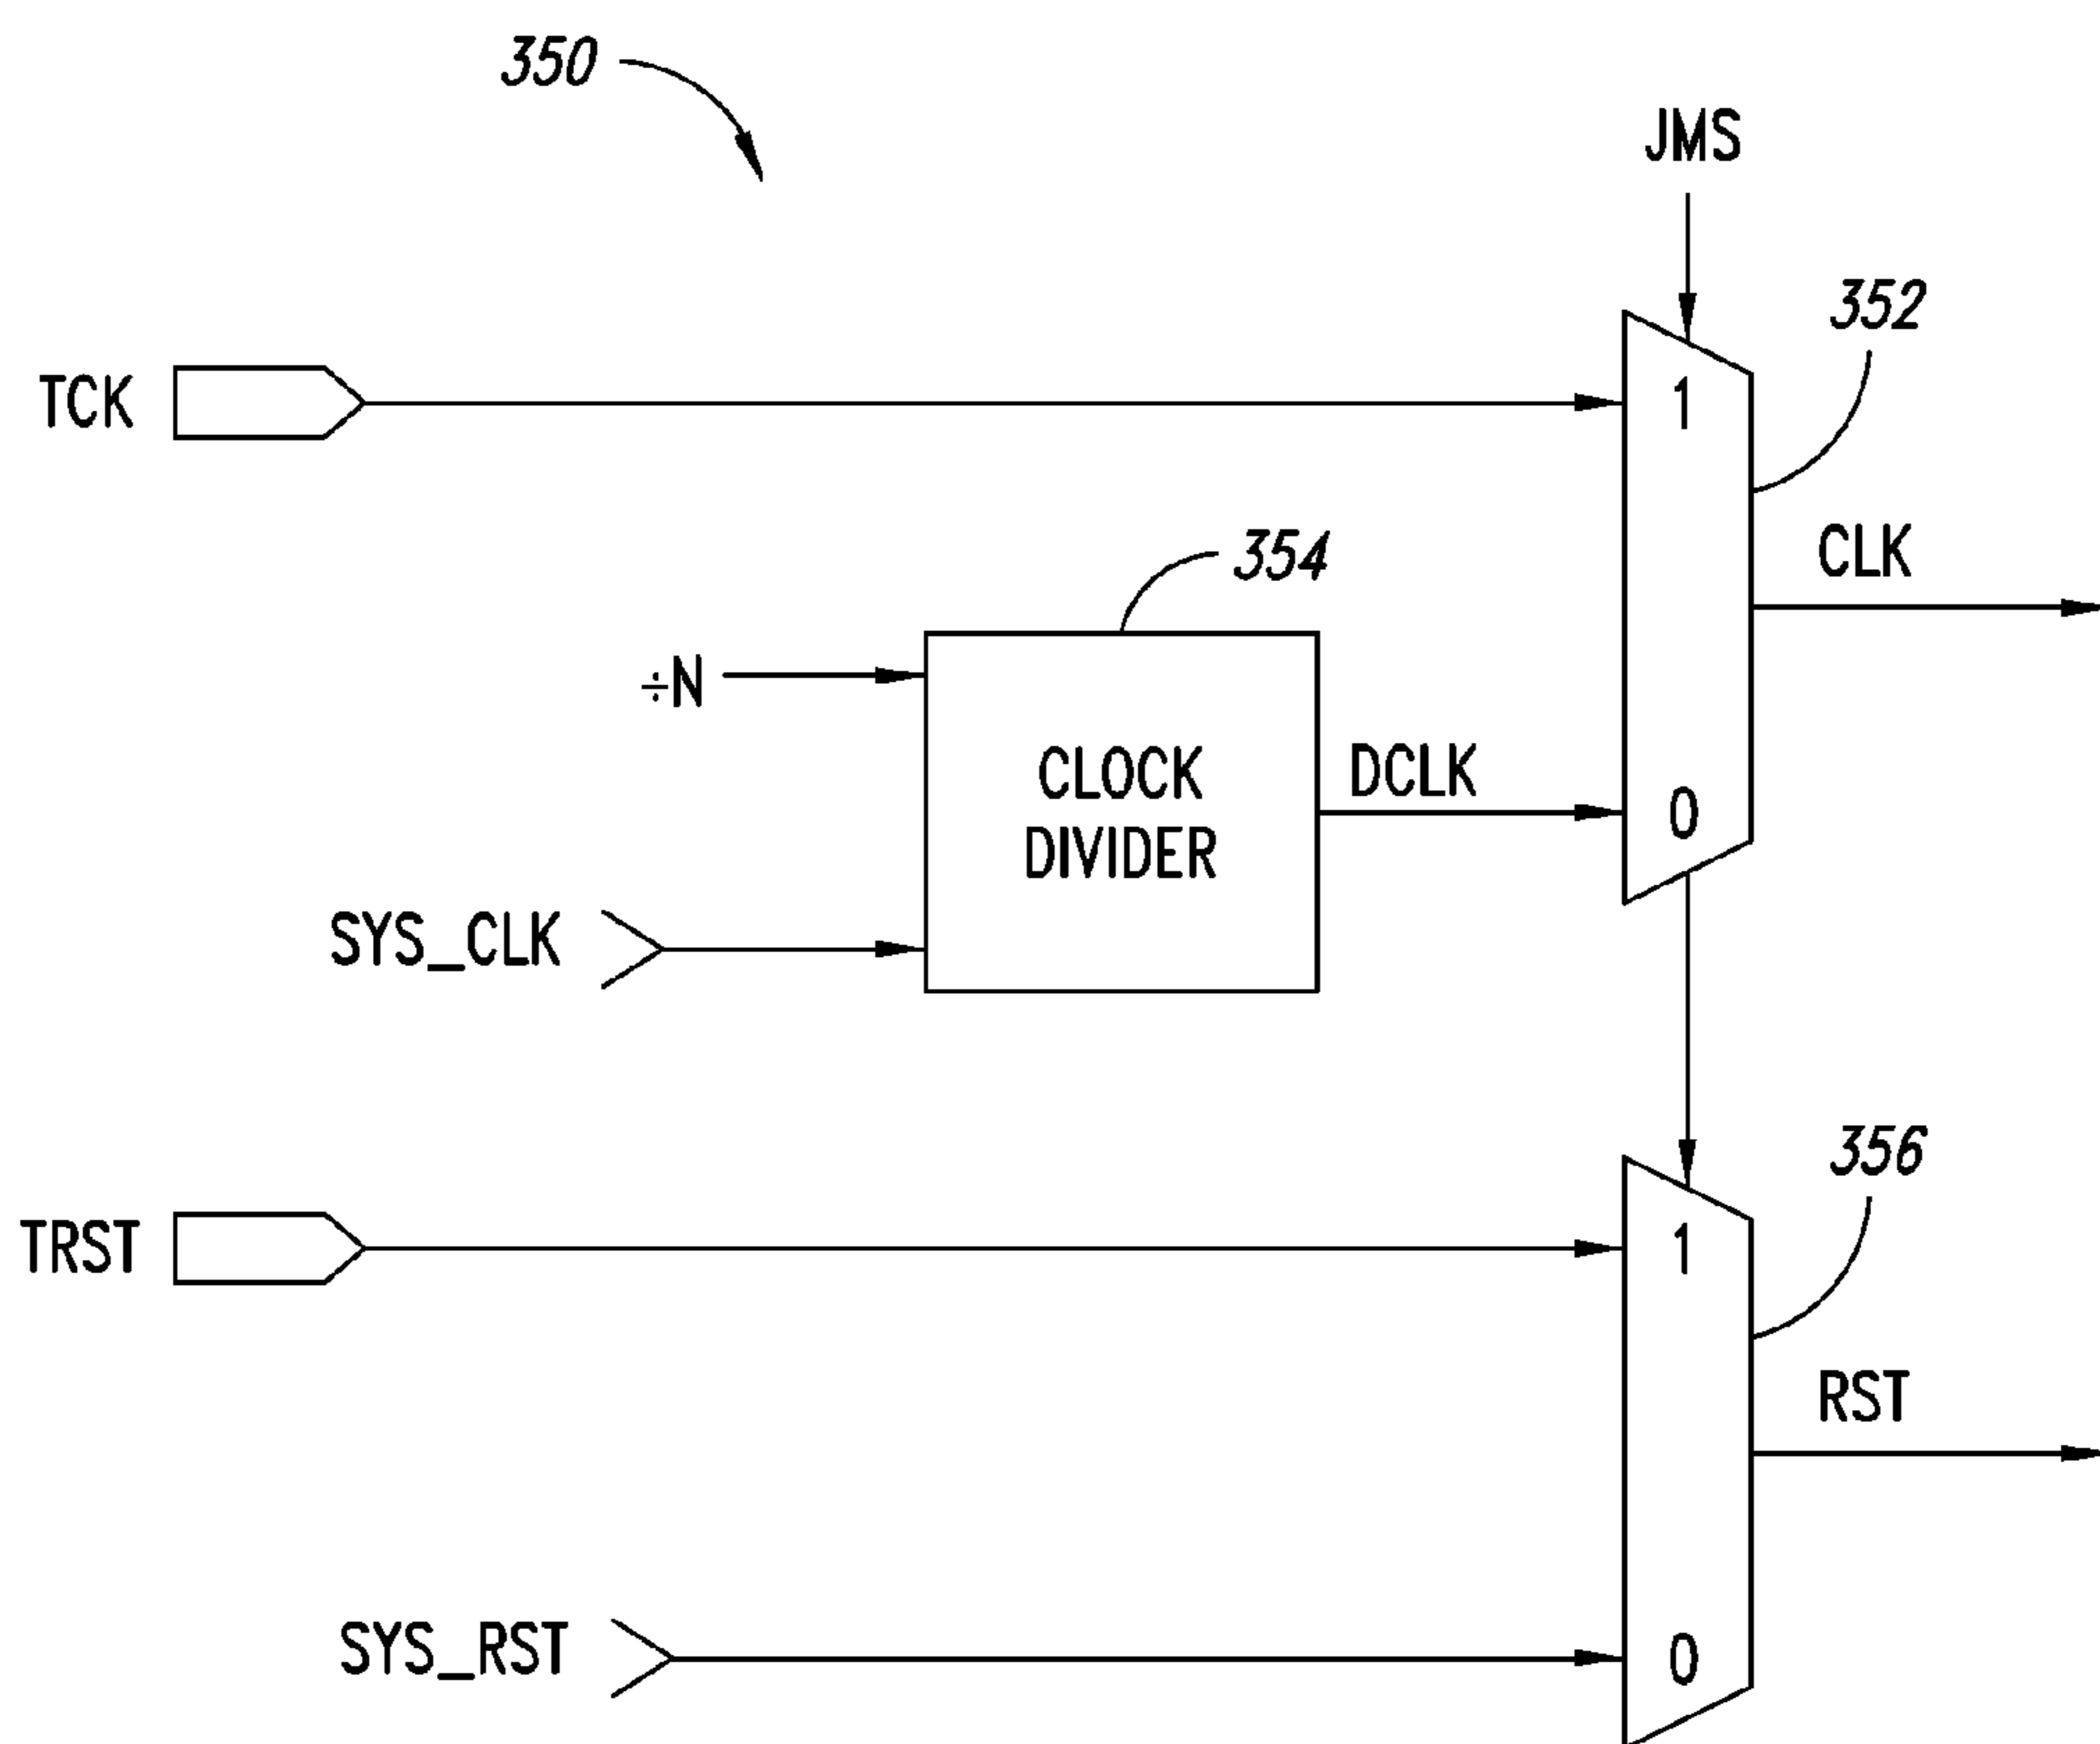 350
JMS
352
TCK
1
CLK
354
÷N
CLOCK
DIVIDER
DCLK
0
SYS_CLK
356
TRST
1
RST
SYS_RST
0